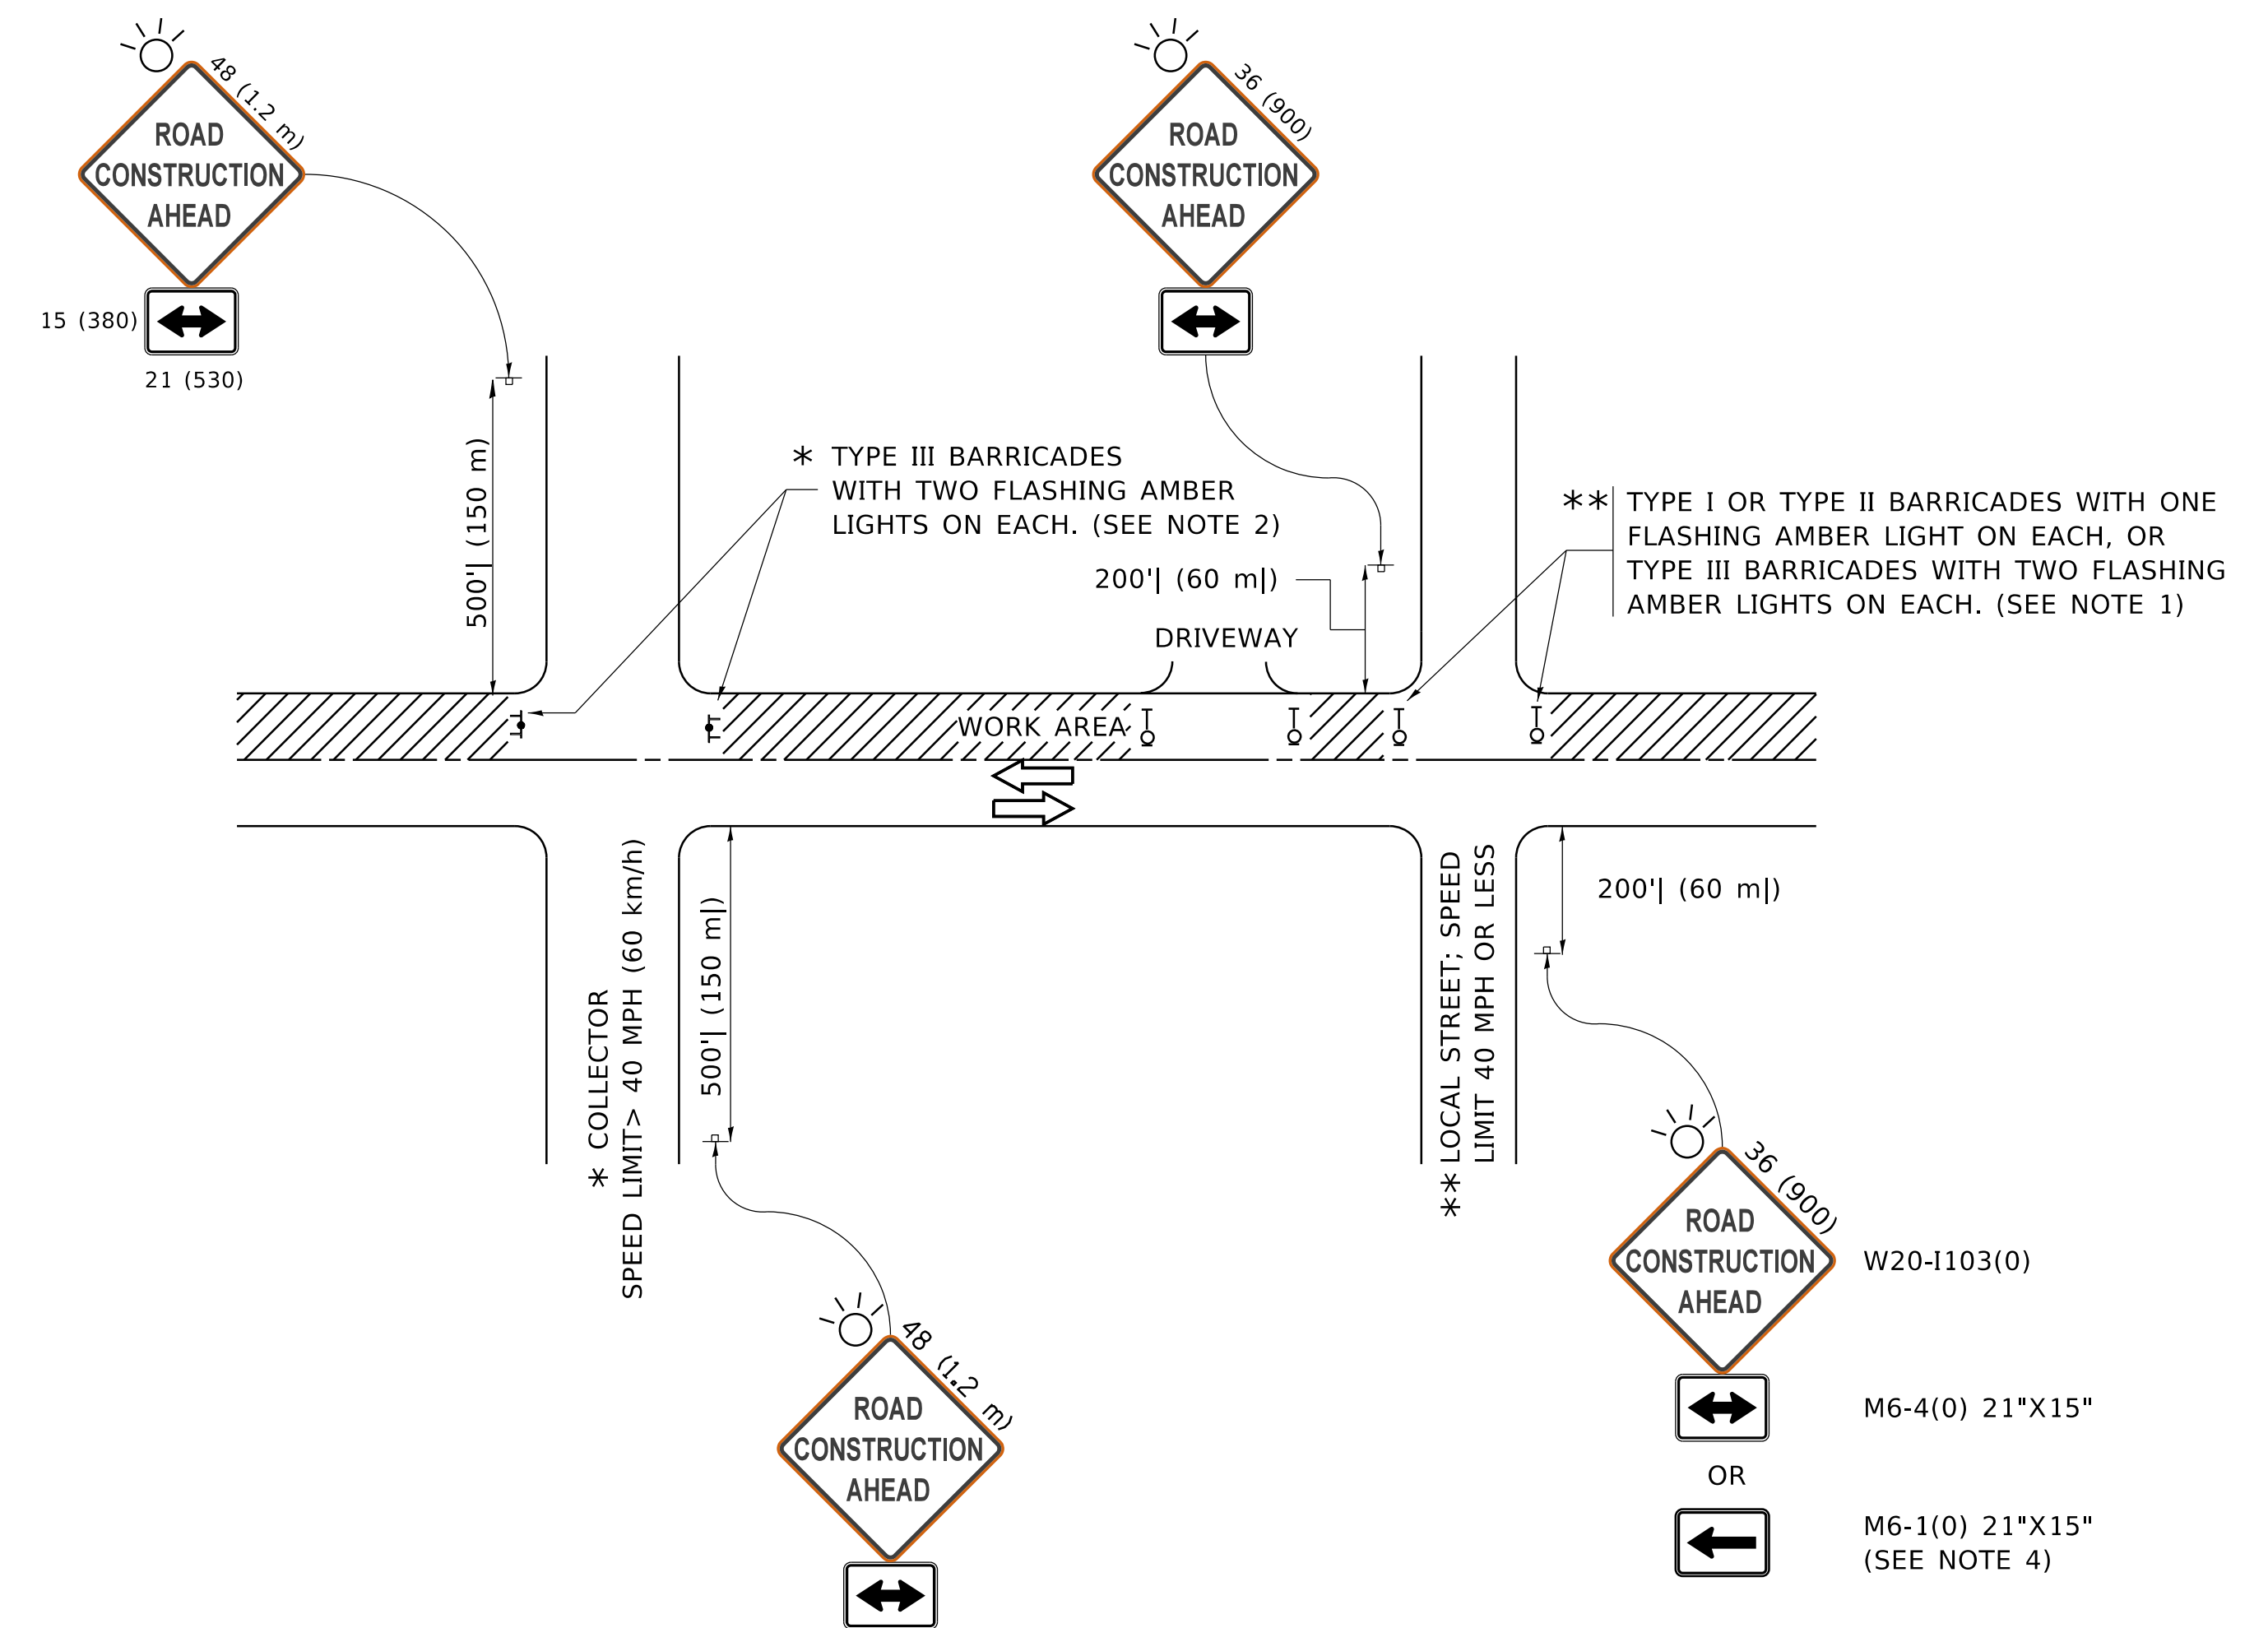 48 (1.2 m)
ROAD
CONSTRUCTION
AHEAD
15 (380)
21 (530)
36 (900)
ROAD
CONSTRUCTION
AHEAD
500'| (150 m)
* TYPE III BARRICADES
WITH TWO FLASHING AMBER
LIGHTS ON EACH. (SEE NOTE 2)
200'| (60 m|)
DRIVEWAY
** TYPE I OR TYPE II BARRICADES WITH ONE
FLASHING AMBER LIGHT ON EACH, OR
TYPE III BARRICADES WITH TWO FLASHING
AMBER LIGHTS ON EACH. (SEE NOTE 1)
WORK AREA
* COLLECTOR
SPEED LIMIT> 40 MPH (60 km/h)
500'| (150 m|)
** LOCAL STREET; SPEED
LIMIT 40 MPH OR LESS
200'| (60 m|)
48 (1.2 m)
ROAD
CONSTRUCTION
AHEAD
36 (900)
ROAD
CONSTRUCTION
AHEAD
W20-I103(0)
M6-4(0) 21"X15"
OR
M6-1(0) 21"X15"
(SEE NOTE 4)